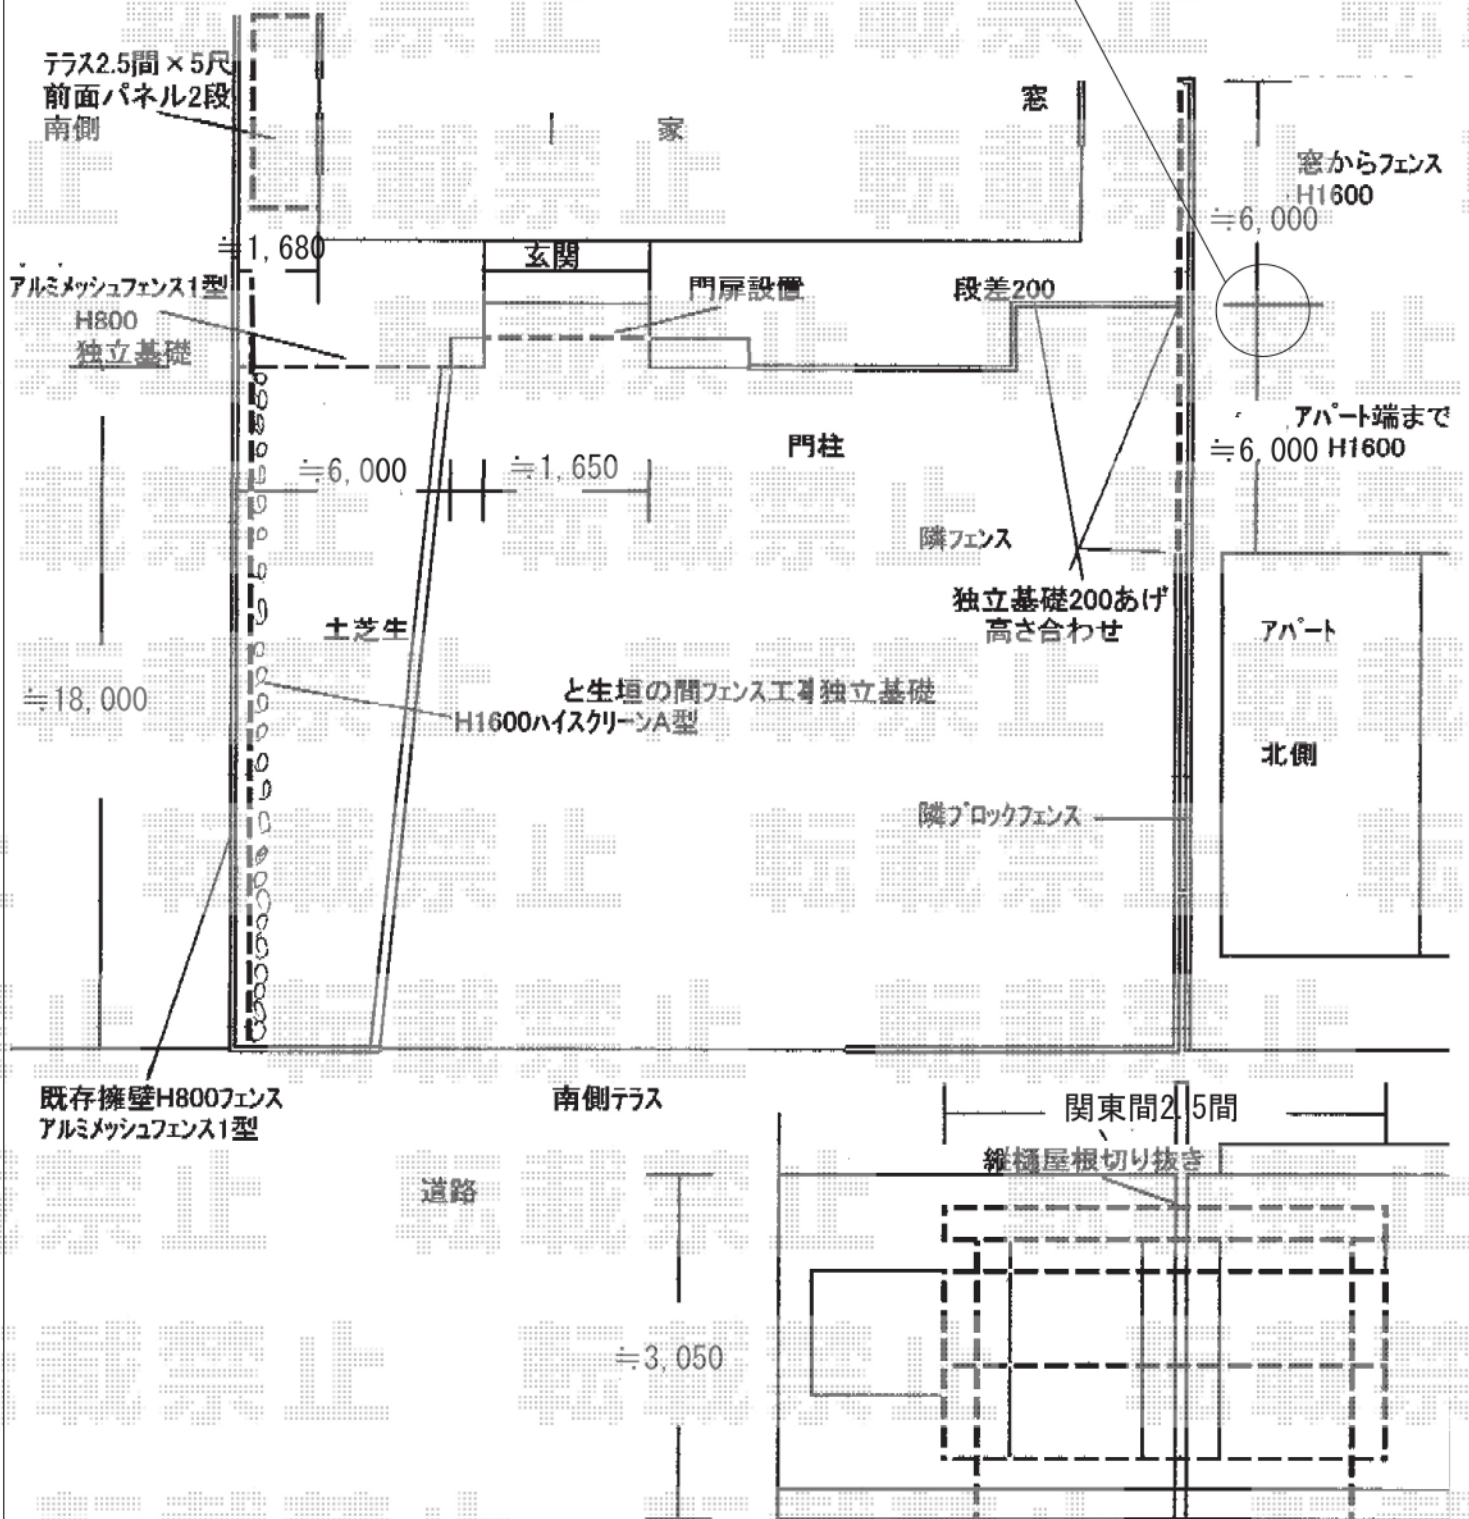 テラス2.5間×5尺
前面パネル2段
南側
家
窓
窓からフェンス
H1600
≒6,000
≒1,680
玄関
アルミメッシュフェンス1型
H800
独立基礎
門扉設置
段差200
アパート端まで
≒6,000 H1600
門柱
≒6,000
≒1,650
隣フェンス
独立基礎200あげ
高さ合わせ
土芝生
アパート
≒18,000
と生垣の間フェンス工事独立基礎
H1600ハイスクリーンA型
北側
隣ブロックフェンス
既存擁壁H800フェンス
アルミメッシュフェンス1型
南側テラス
関東間2.5間
縦樋屋根切り抜き
道路
≒3,050
転載禁止